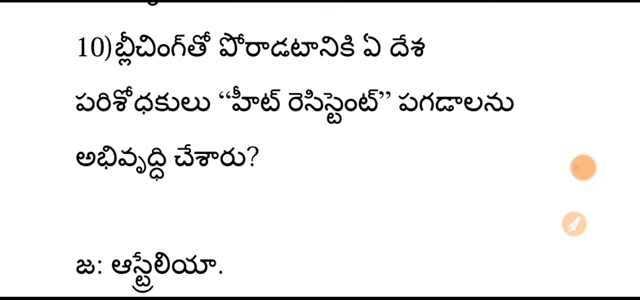 10)బ్లీచింగ్‌తో పోరాడటానికి ఏ దేశ
పరిశోధకులు “హీట్ రెసిస్టెంట్” పగడాలను
అభివృద్ధి చేశారు?
జ: ఆస్ట్రేలియా.